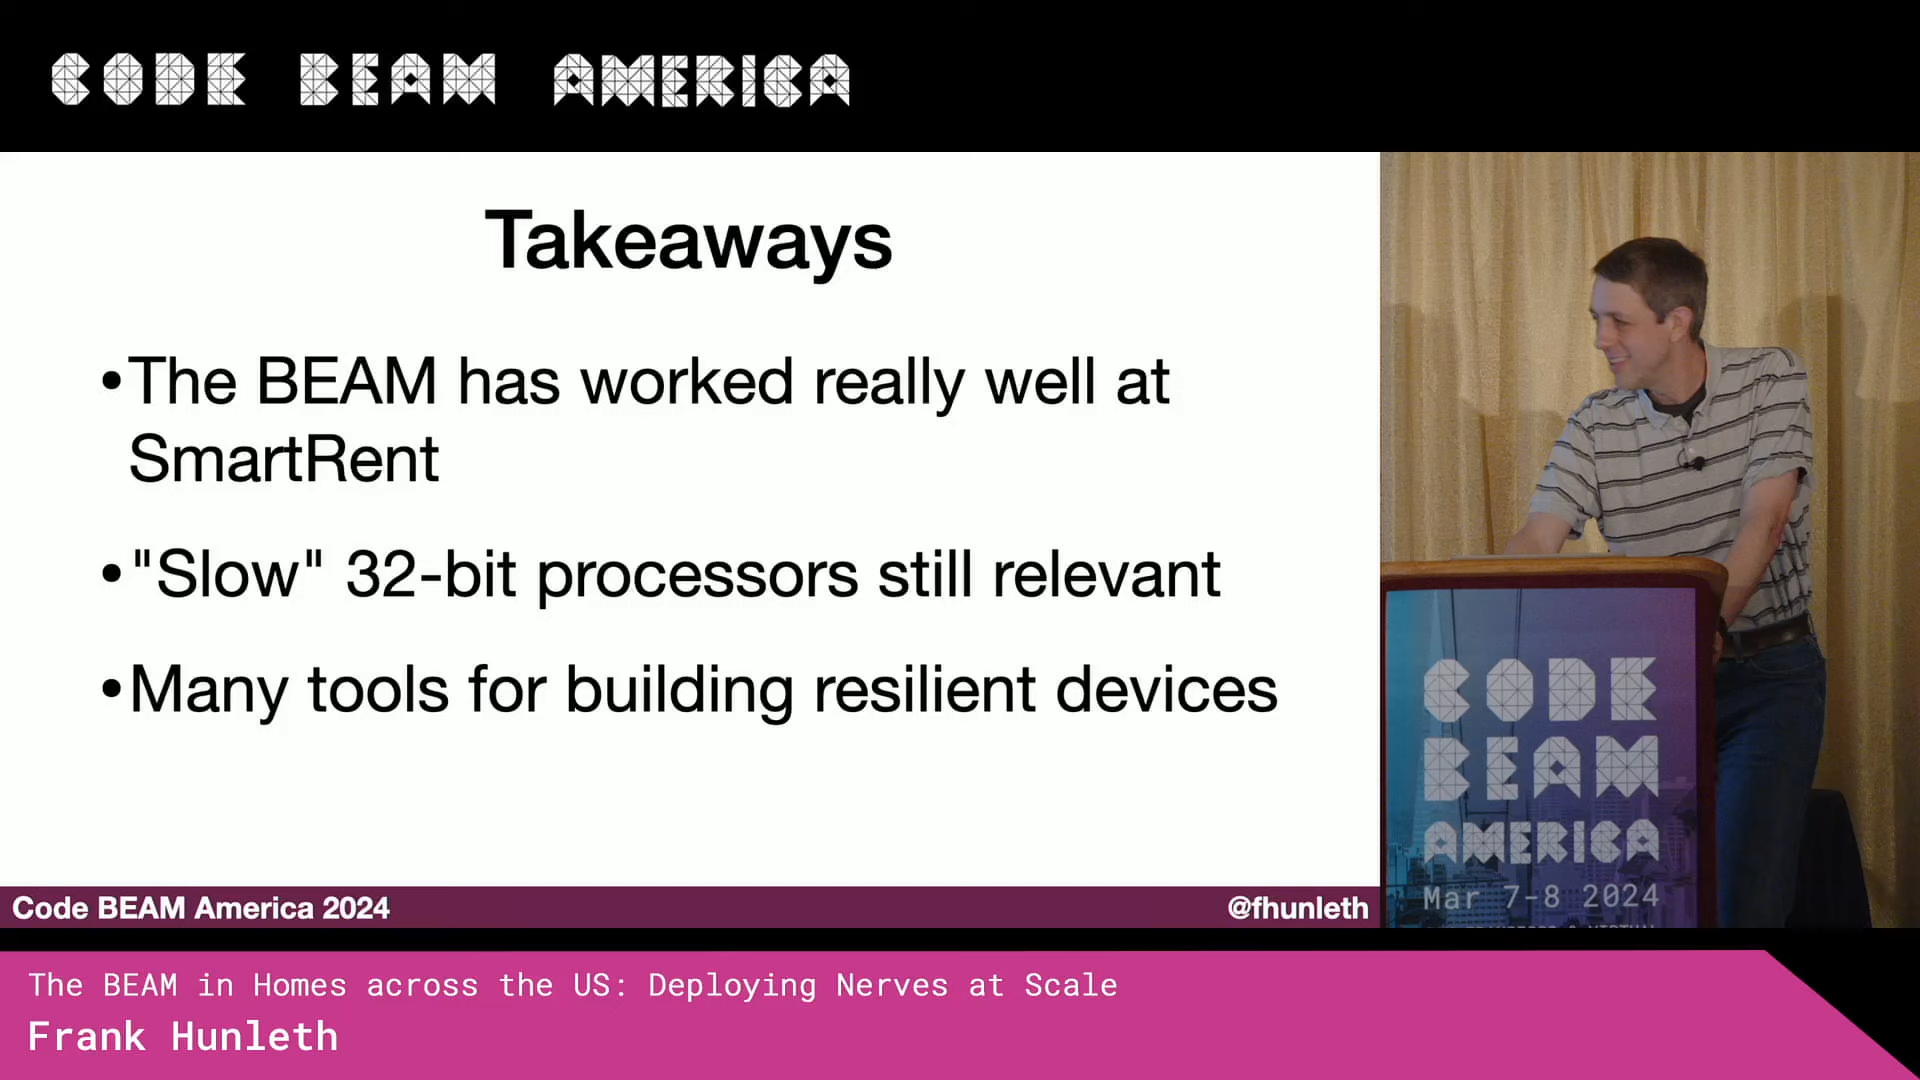 CODE BEAM AMERICA
Takeaways
•The BEAM has worked really well at
SmartRent
•"Slow" 32-bit processors still relevant
•Many tools for building resilient devices
CODE
BEAM
AMERICA
Mar 7-8 2024
Code BEAM America 2024
@fhunleth
The BEAM in Homes across the US: Deploying Nerves at Scale
Frank Hunleth